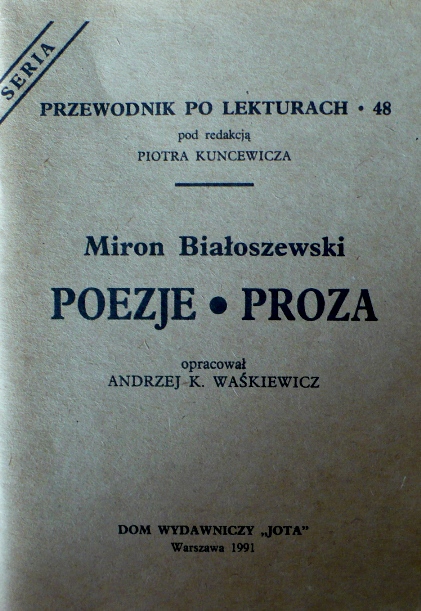 SERIA
PRZEWODNIK PO LEKTURACH • 48
pod redakcją
PIOTRA KUNCEWICZA
Miron Białoszewski
POEZJE • PROZA
opracował
ANDRZEJ K. WAŚKIEWICZ
DOM WYDAWNICZY „JOTA”
Warszawa 1991